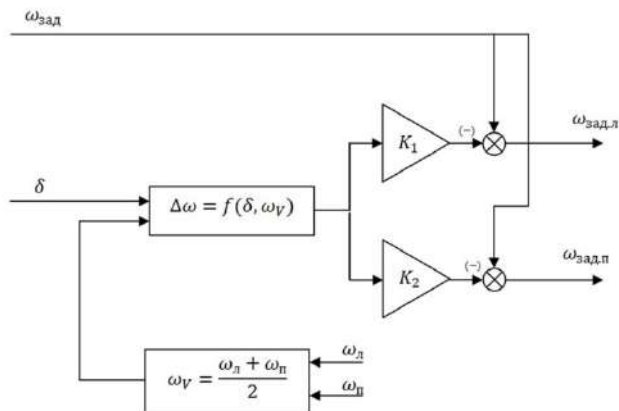 ω_зад
K₁
(−)
ω_зад.л
δ
Δω = f(δ, ω_V)
K₂
(−)
ω_зад.п
ω_V = (ω_л + ω_п)/2
ω_л
ω_п